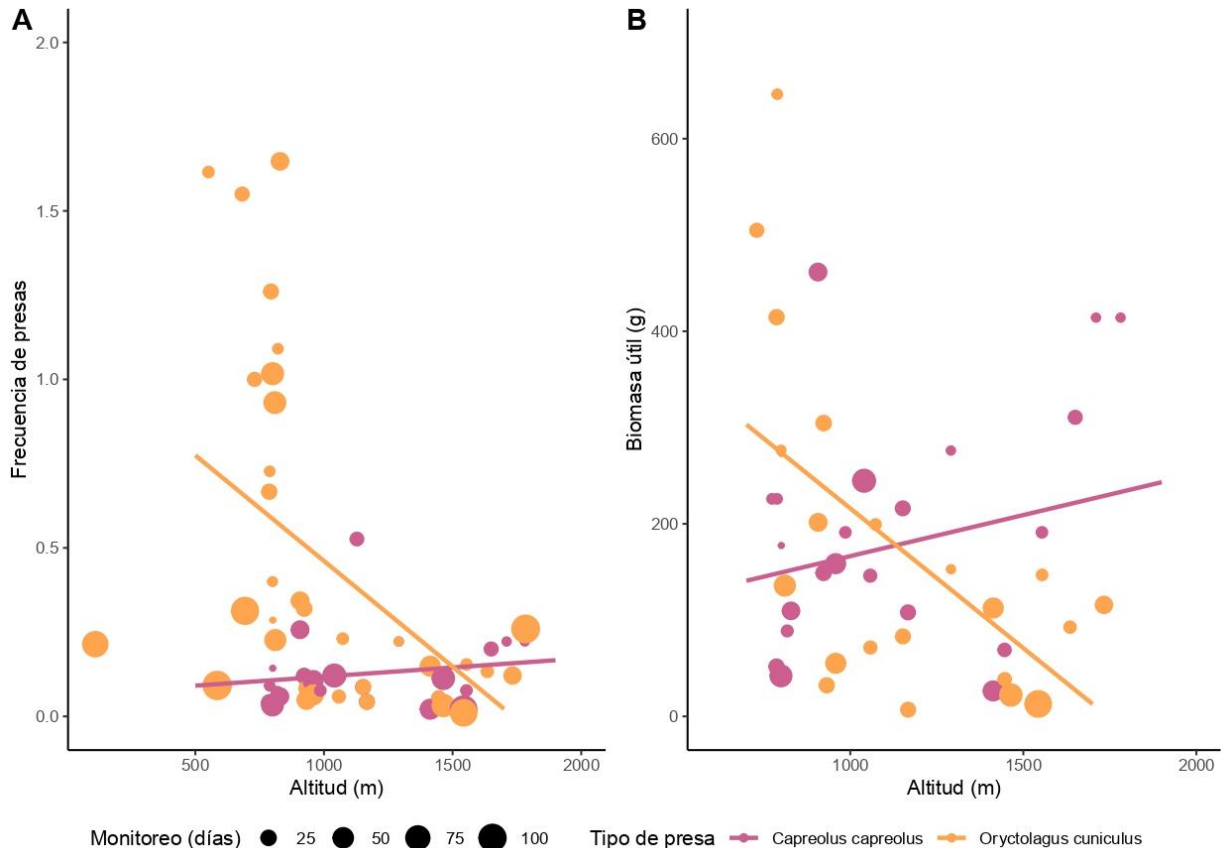 A
B
Frecuencia de presas
2.0
1.5
1.0
0.5
0.0
500
1000
1500
2000
Altitud (m)
Biomasa útil (g)
600
400
200
0
1000
1500
2000
Altitud (m)
Monitoreo (días) 25 50 75 100
Tipo de presa Capreolus capreolus Oryctolagus cuniculus